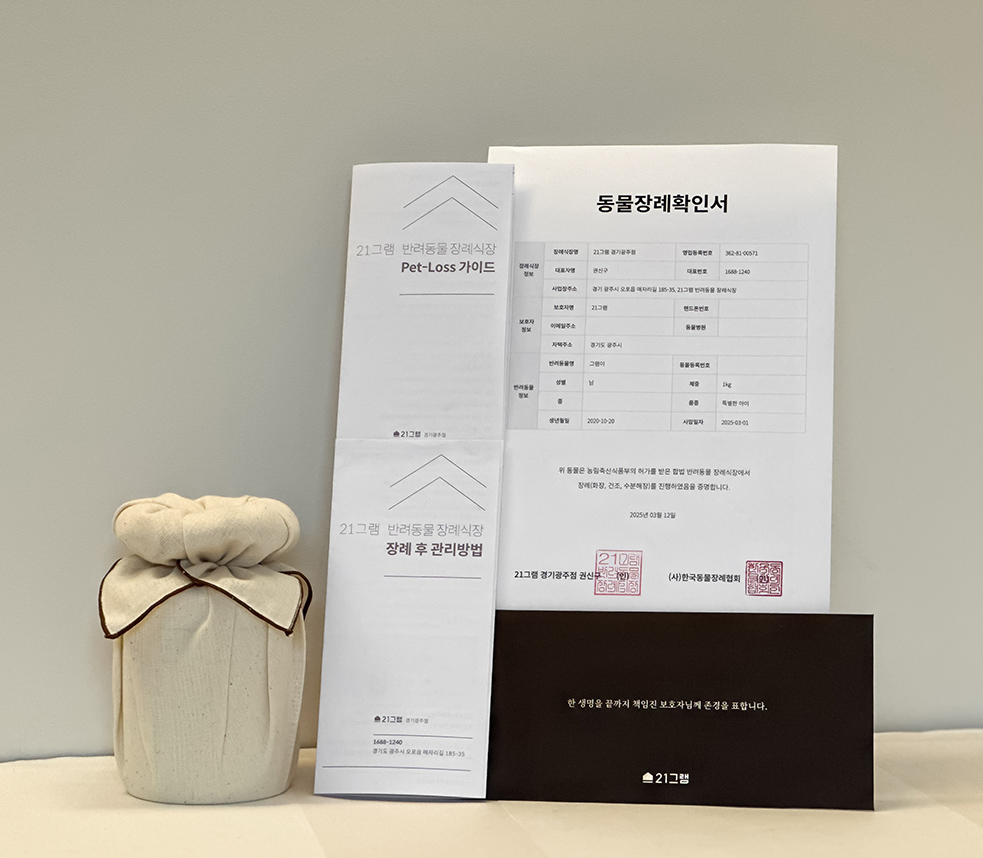 21그램 반려동물 장례식장
Pet-Loss 가이드
21그램 경기광주점
21그램 반려동물 장례식장
장례 후 관리방법
21그램 경기광주점
1688-1240
경기도 광주시 오포읍 매자리길 185-35
동물장례확인서
장례식장 정보
장례식장명 21그램 경기광주점 영업등록번호 362-81-00571
대표자명 권신구 대표번호 1688-1240
사업장주소 경기 광주시 오포읍 매자리길 185-35, 21그램 반려동물 장례식장
보호자 정보
보호자명 21그램 핸드폰번호
이메일주소 동물병원
자택주소 경기도 광주시
반려동물 정보
반려동물명 그램이 동물등록번호
성별 남 체중 1kg
종 품종 특별한 아이
생년월일 2020-10-20 사망일자 2025-03-01
위 동물은 농림축산식품부의 허가를 받은 합법 반려동물 장례식장에서
장례(화장, 건조, 수분해장)를 진행하였음을 증명합니다.
2025년 03월 12일
21그램 경기광주점 권신구 (인)
(사)한국동물장례협회 (인)
한 생명을 끝까지 책임진 보호자님께 존경을 표합니다.
21그램